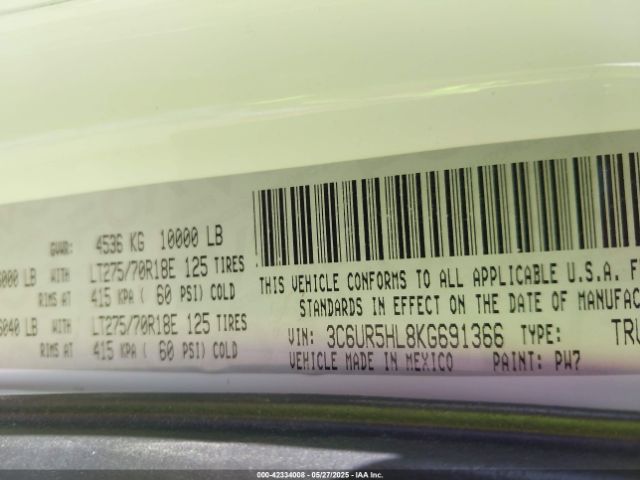 GVWR: 4536 KG 10000 LB
LB WITH LT275/70R18E 125 TIRES
RIMS AT 415 KPA ( 60 PSI) COLD
LB WITH LT275/70R18E 125 TIRES
RIMS AT 415 KPA ( 60 PSI) COLD
THIS VEHICLE CONFORMS TO ALL APPLICABLE U.S.A. F
STANDARDS IN EFFECT ON THE DATE OF MANUFAC
VIN: 3C6UR5HL8KG691366 TYPE: TRU
VEHICLE MADE IN MEXICO PAINT: PW7
000-42334008 — 05/27/2025 — IAA Inc.